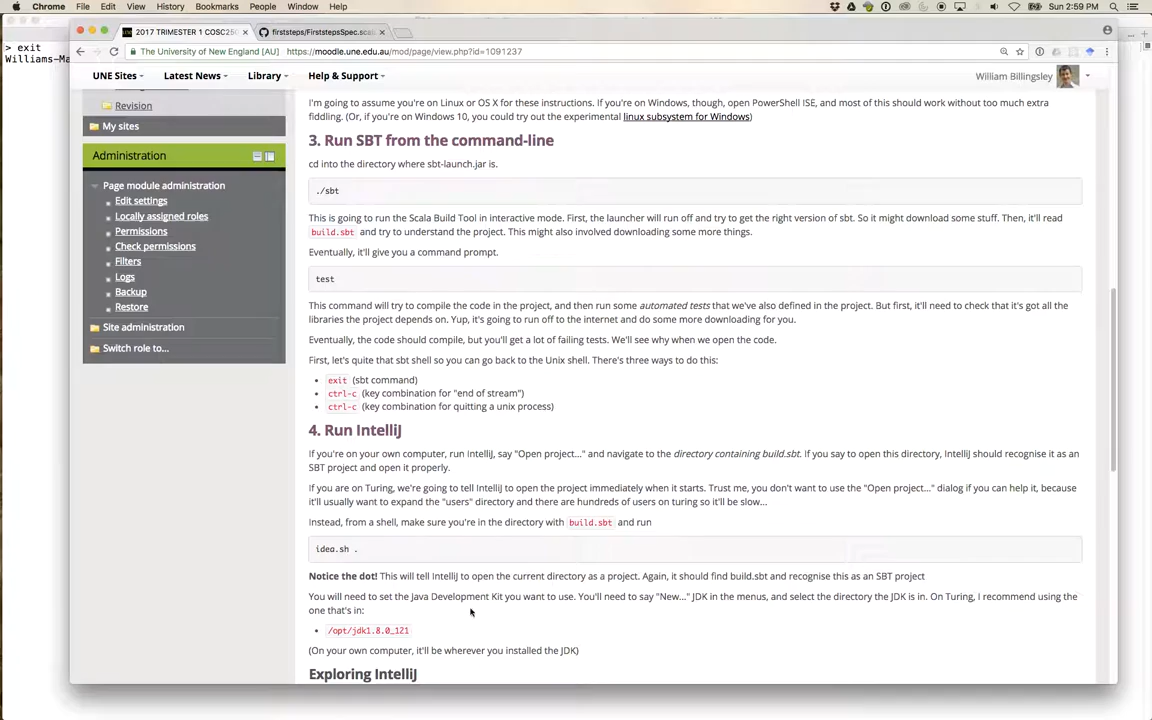 Chrome File Edit View History Bookmarks People Window Help Sun 2:59 PM
2017 TRIMESTER 1 COSC25 firststeps/FirststepsSpec.sca
The University of New England [AU] https://moodle.une.edu.au/mod/page/view.php?id=1091237
> exit
Williams-Ma
UNE Sites Latest News Library Help & Support William Billingsley
Revision
My sites
Administration
Page module administration
Edit settings
Locally assigned roles
Permissions
Check permissions
Filters
Logs
Backup
Restore
Site administration
Switch role to...
I'm going to assume you're on Linux or OS X for these instructions. If you're on Windows, though, open PowerShell ISE, and most of this should work without too much extra
fiddling. (Or, if you're on Windows 10, you could try out the experimental linux subsystem for Windows)
3. Run SBT from the command-line
cd into the directory where sbt-launch.jar is.
./sbt
This is going to run the Scala Build Tool in interactive mode. First, the launcher will run off and try to get the right version of sbt. So it might download some stuff. Then, it'll read
build.sbt and try to understand the project. This might also involved downloading some more things.
Eventually, it'll give you a command prompt.
test
This command will try to compile the code in the project, and then run some automated tests that we've also defined in the project. But first, it'll need to check that it's got all the
libraries the project depends on. Yup, it's going to run off to the internet and do some more downloading for you.
Eventually, the code should compile, but you'll get a lot of failing tests. We'll see why when we open the code.
First, let's quite that sbt shell so you can go back to the Unix shell. There's three ways to do this:
exit (sbt command)
ctrl-c (key combination for "end of stream")
ctrl-c (key combination for quitting a unix process)
4. Run IntelliJ
If you're on your own computer, run IntelliJ, say "Open project..." and navigate to the directory containing build.sbt. If you say to open this directory, IntelliJ should recognise it as an
SBT project and open it properly.
If you are on Turing, we're going to tell IntelliJ to open the project immediately when it starts. Trust me, you don't want to use the "Open project..." dialog if you can help it, because
it'll usually want to expand the "users" directory and there are hundreds of users on turing so it'll be slow...
Instead, from a shell, make sure you're in the directory with build.sbt and run
idea.sh .
Notice the dot! This will tell IntelliJ to open the current directory as a project. Again, it should find build.sbt and recognise this as an SBT project
You will need to set the Java Development Kit you want to use. You'll need to say "New..." JDK in the menus, and select the directory the JDK is in. On Turing, I recommend using the
one that's in:
/opt/jdk1.8.0_121
(On your own computer, it'll be wherever you installed the JDK)
Exploring IntelliJ